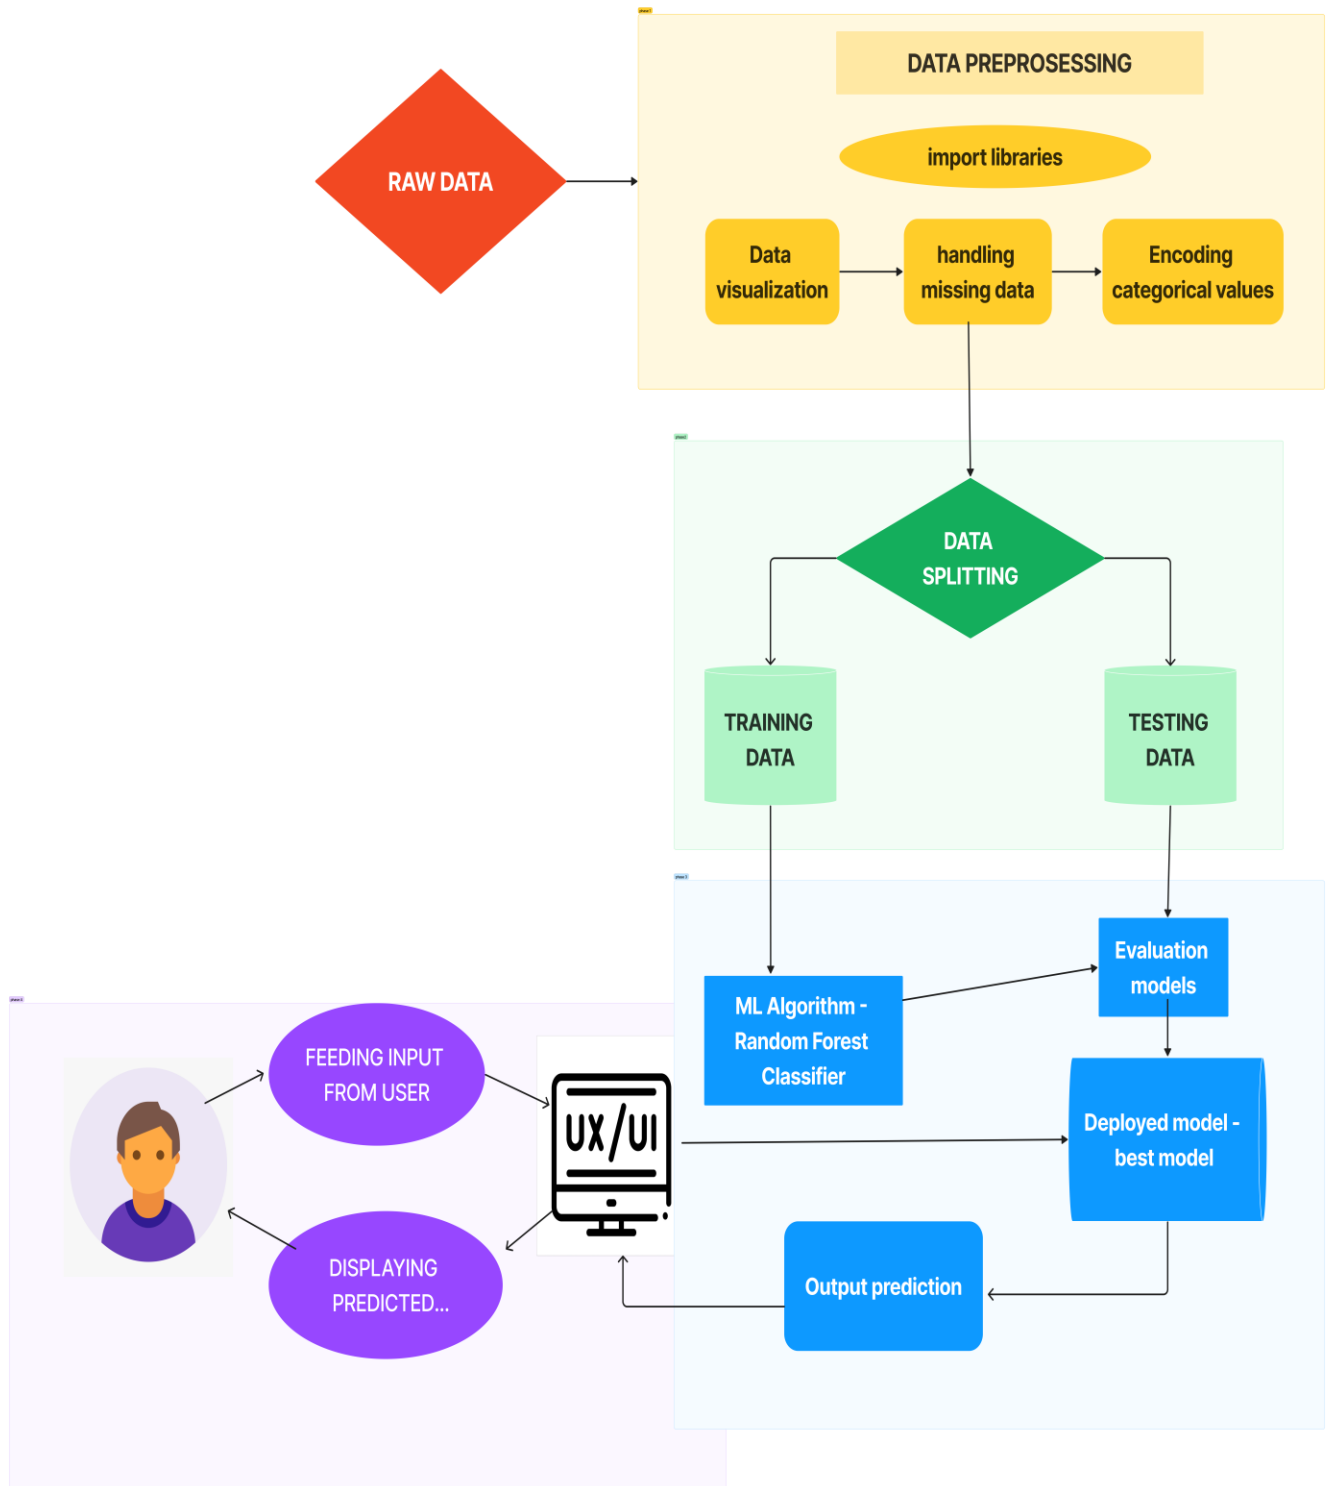 phase 1
DATA PREPROSESSING
RAW DATA
import libraries
Data
visualization
handling
missing data
Encoding
categorical values
DATA
SPLITTING
TRAINING
DATA
TESTING
DATA
Evaluation
models
ML Algorithm -
Random Forest
Classifier
FEEDING INPUT
FROM USER
UX/UI
Deployed model -
best model
DISPLAYING
PREDICTED...
Output prediction